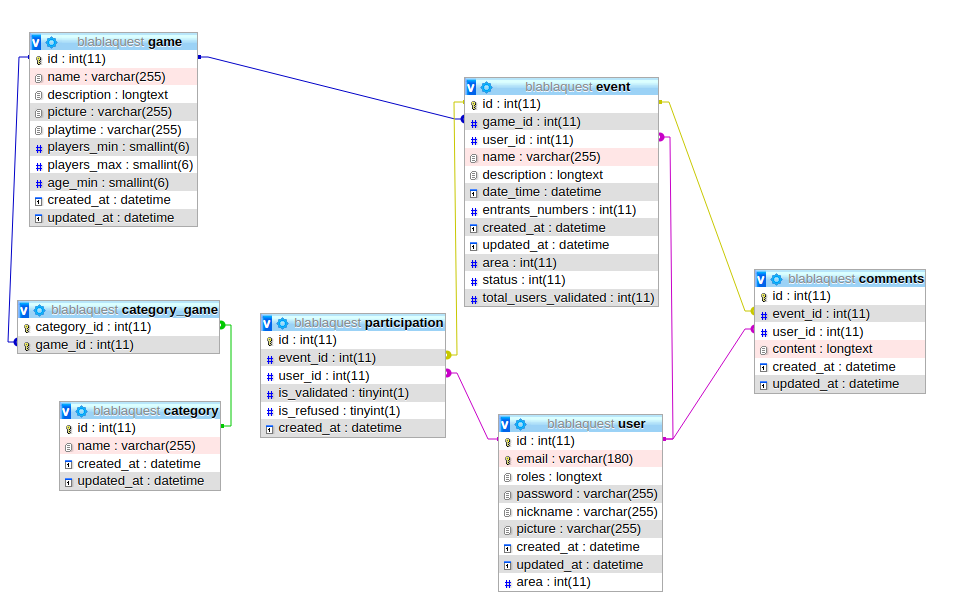 blablaquest game
id : int(11)
name : varchar(255)
description : longtext
picture : varchar(255)
playtime : varchar(255)
players_min : smallint(6)
players_max : smallint(6)
age_min : smallint(6)
created_at : datetime
updated_at : datetime
blablaquest event
id : int(11)
game_id : int(11)
user_id : int(11)
name : varchar(255)
description : longtext
date_time : datetime
entrants_numbers : int(11)
created_at : datetime
updated_at : datetime
area : int(11)
status : int(11)
total_users_validated : int(11)
blablaquest comments
id : int(11)
event_id : int(11)
user_id : int(11)
content : longtext
created_at : datetime
updated_at : datetime
blablaquest category_game
category_id : int(11)
game_id : int(11)
blablaquest participation
id : int(11)
event_id : int(11)
user_id : int(11)
is_validated : tinyint(1)
is_refused : tinyint(1)
created_at : datetime
blablaquest category
id : int(11)
name : varchar(255)
created_at : datetime
updated_at : datetime
blablaquest user
id : int(11)
email : varchar(180)
roles : longtext
password : varchar(255)
nickname : varchar(255)
picture : varchar(255)
created_at : datetime
updated_at : datetime
area : int(11)